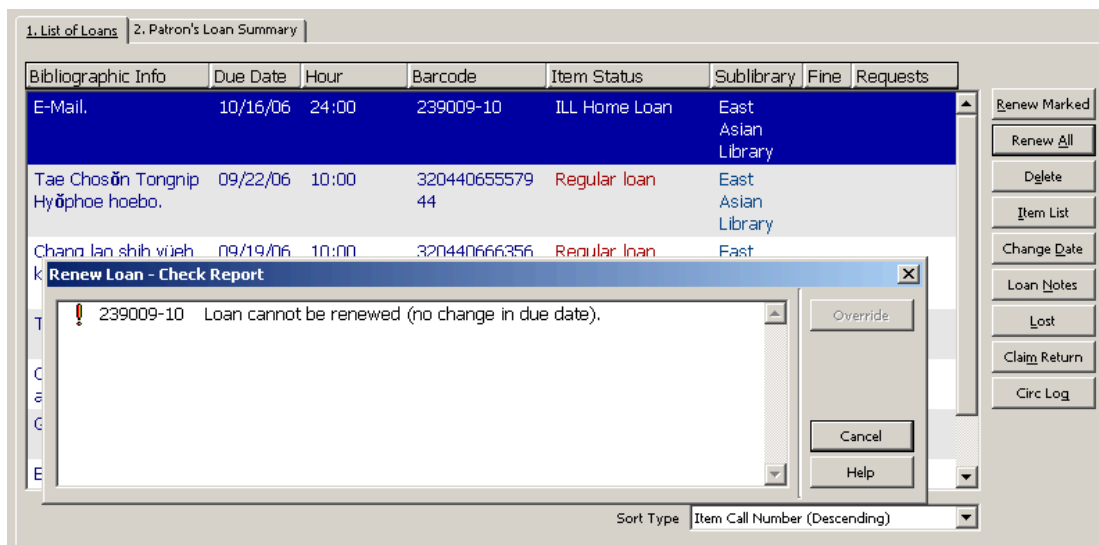 1. List of Loans 2. Patron's Loan Summary
Bibliographic Info Due Date Hour Barcode Item Status Sublibrary Fine Requests
E-Mail. 10/16/06 24:00 239009-10 ILL Home Loan East
Asian
Library
Tae Chosŏn Tongnip 09/22/06 10:00 320440655579 Regular loan East
Hyŏphoe hoebo. 44 Asian
Library
Chang lao shih yüeh 09/19/06 10:00 320440666356 Regular loan East
Renew Loan - Check Report
239009-10 Loan cannot be renewed (no change in due date).
Override
Cancel
Help
Renew Marked
Renew All
Delete
Item List
Change Date
Loan Notes
Lost
Claim Return
Circ Log
Sort Type Item Call Number (Descending)